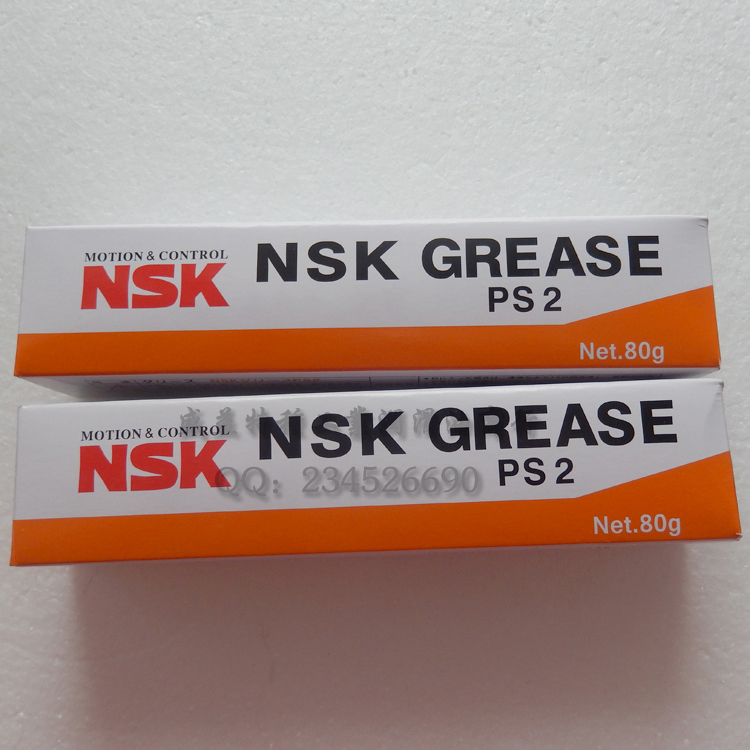 MOTION & CONTROL
NSK
NSK GREASE
PS 2
Net.80g
MOTION & CONTROL
NSK
NSK GREASE
PS 2
QQ: 234526690
Net.80g